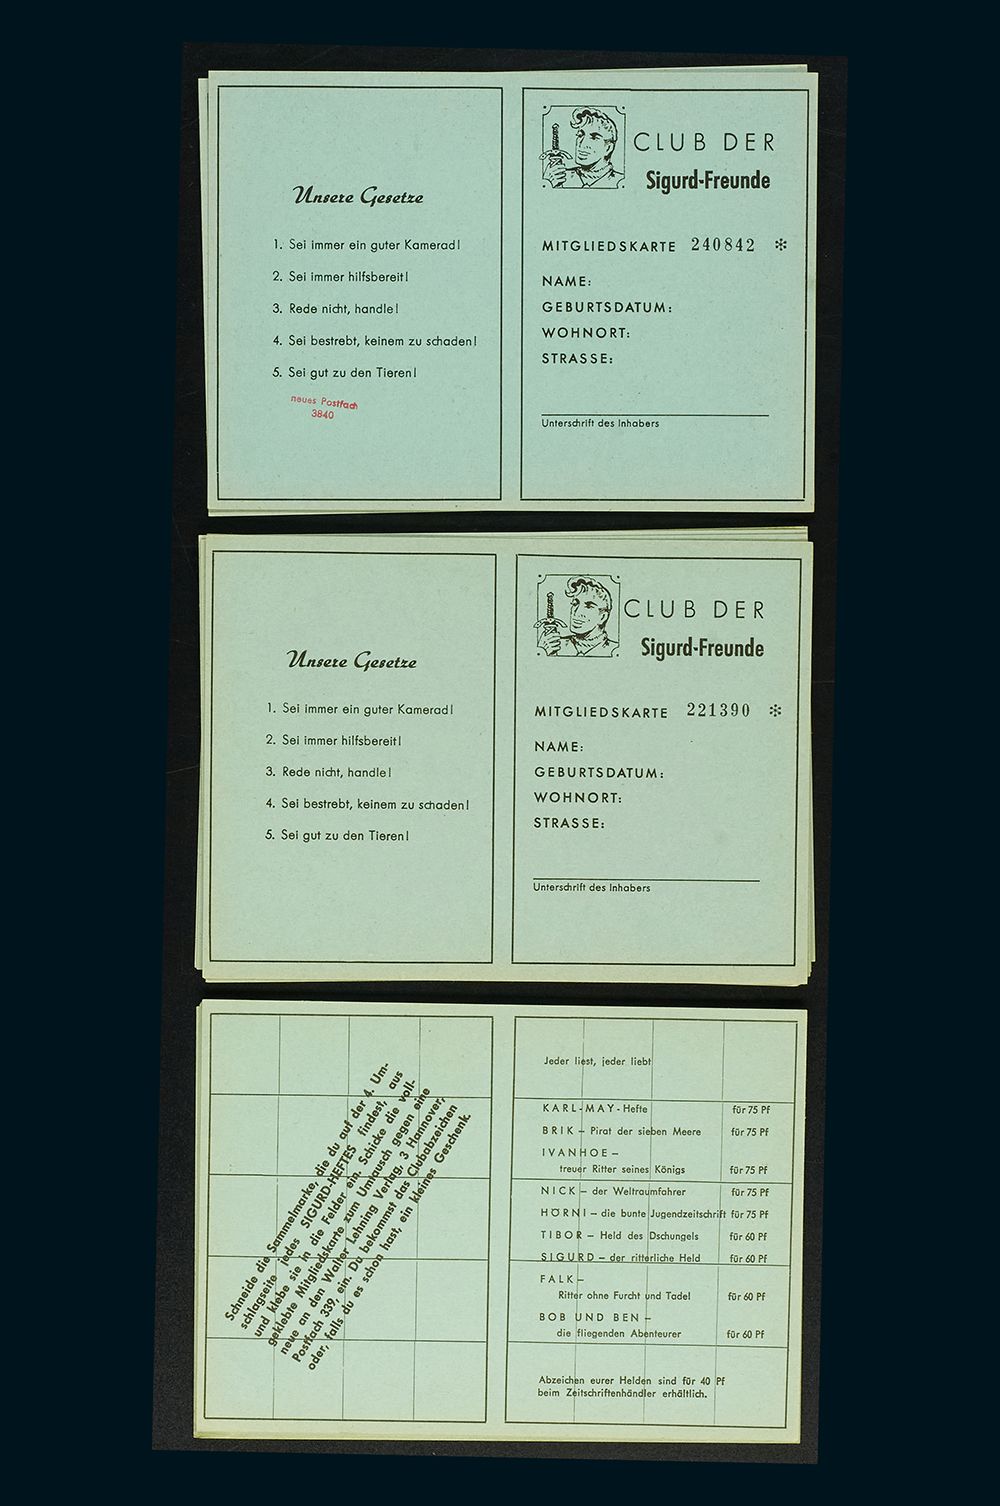 Unsere Gesetze
1. Sei immer ein guter Kamerad!
2. Sei immer hilfsbereit!
3. Rede nicht, handle!
4. Sei bestrebt, keinem zu schaden!
5. Sei gut zu den Tieren!
neues Postfach
3840
CLUB DER
Sigurd-Freunde
MITGLIEDSKARTE 240842 *
NAME:
GEBURTSDATUM:
WOHNORT:
STRASSE:
Unterschrift des Inhabers
Unsere Gesetze
1. Sei immer ein guter Kamerad!
2. Sei immer hilfsbereit!
3. Rede nicht, handle!
4. Sei bestrebt, keinem zu schaden!
5. Sei gut zu den Tieren!
CLUB DER
Sigurd-Freunde
MITGLIEDSKARTE 221390 *
NAME:
GEBURTSDATUM:
WOHNORT:
STRASSE:
Unterschrift des Inhabers
Schneide die Sammelmarke, die du auf der 4. Um-
schlagseite jedes SIGURD-HEFTES findest, aus
und klebe sie in die Felder ein. Schicke die voll-
geklebte Mitgliedskarte zum Umtausch gegen eine
neue an den Walter Lehning Verlag, 3 Hannover,
Postfach 339, ein. Du bekommst das Clubabzeichen
oder, falls du es schon hast, ein kleines Geschenk.
Jeder liest, jeder liebt
KARL-MAY-Hefte für 75 Pf
BRIK – Pirat der sieben Meere für 75 Pf
IVANHOE –
treuer Ritter seines Königs für 75 Pf
NICK – der Weltraumfahrer für 75 Pf
HÖRNI – die bunte Jugendzeitschrift für 75 Pf
TIBOR – Held des Dschungels für 60 Pf
SIGURD – der ritterliche Held für 60 Pf
FALK –
Ritter ohne Furcht und Tadel für 60 Pf
BOB UND BEN –
die fliegenden Abenteurer für 60 Pf
Abzeichen eurer Helden sind für 40 Pf
beim Zeitschriftenhändler erhältlich.